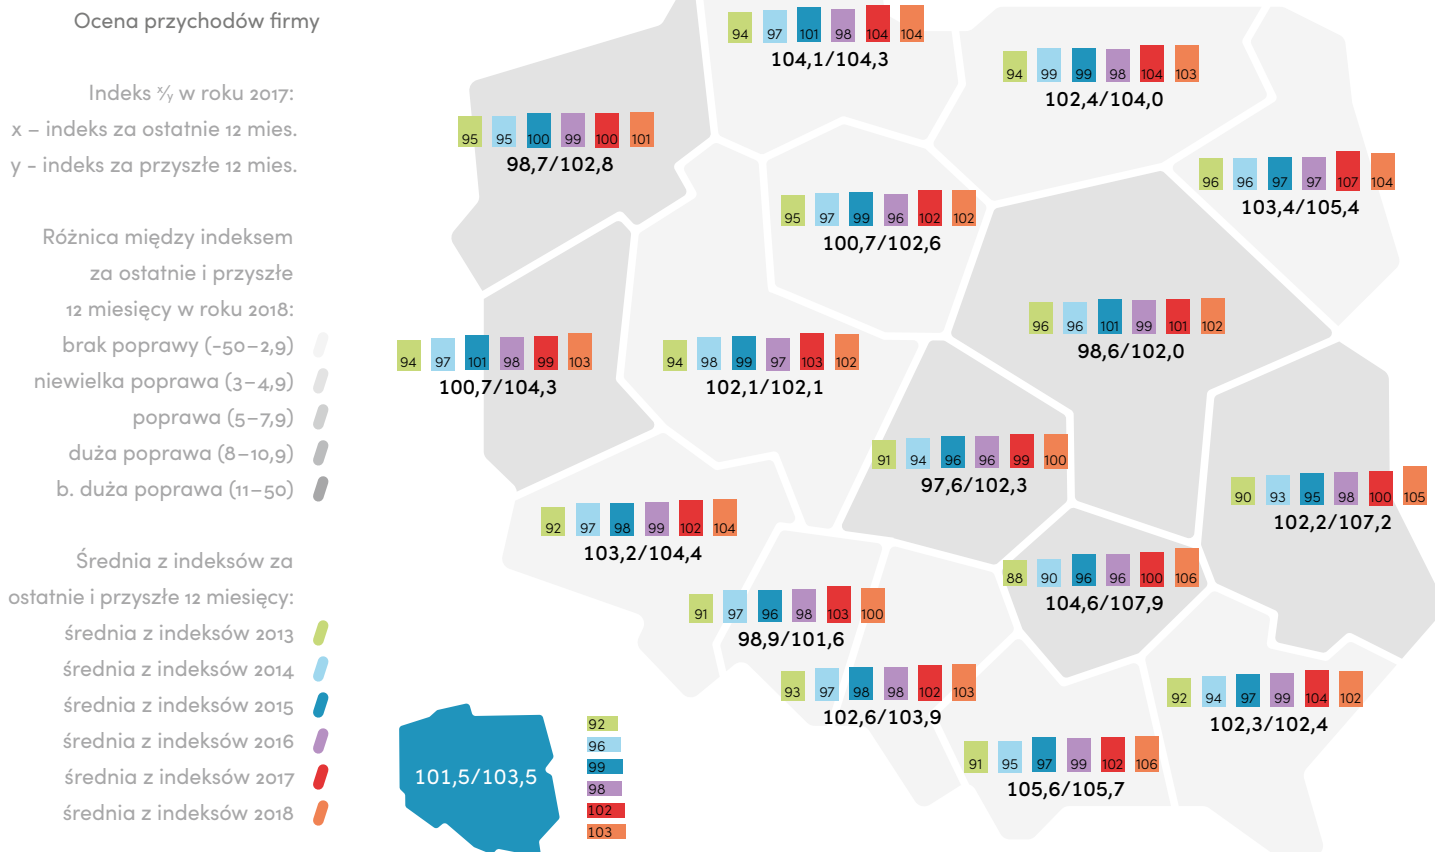 Ocena przychodów firmy
Indeks x/y w roku 2017:
x – indeks za ostatnie 12 mies.
y - indeks za przyszłe 12 mies.
Różnica między indeksem
za ostatnie i przyszłe
12 miesięcy w roku 2018:
brak poprawy (-50–2,9)
niewielka poprawa (3–4,9)
poprawa (5–7,9)
duża poprawa (8–10,9)
b. duża poprawa (11–50)
Średnia z indeksów za
ostatnie i przyszłe 12 miesięcy:
średnia z indeksów 2013
średnia z indeksów 2014
średnia z indeksów 2015
średnia z indeksów 2016
średnia z indeksów 2017
średnia z indeksów 2018
94 97 101 98 104 104
104,1/104,3
94 99 99 98 104 103
102,4/104,0
95 95 100 99 100 101
98,7/102,8
96 96 97 97 107 104
103,4/105,4
95 97 99 96 102 102
100,7/102,6
96 96 101 99 101 102
98,6/102,0
94 97 101 98 99 103
100,7/104,3
94 98 99 97 103 102
102,1/102,1
91 94 96 96 99 100
97,6/102,3
90 93 95 98 100 105
102,2/107,2
92 97 98 99 102 104
103,2/104,4
88 90 96 96 100 106
104,6/107,9
91 97 96 98 103 100
98,9/101,6
93 97 98 98 102 103
102,6/103,9
92 94 97 99 104 102
102,3/102,4
91 95 97 99 102 106
105,6/105,7
101,5/103,5
92
96
99
98
102
103